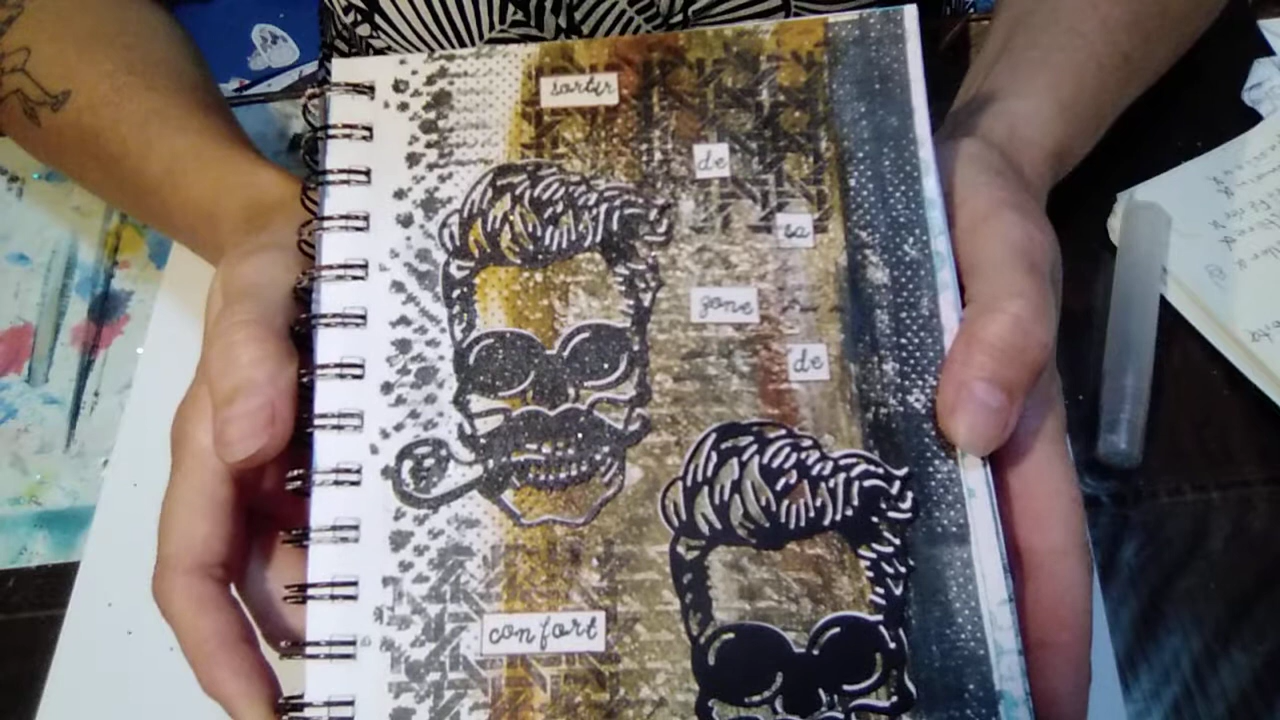 sortir
de
sa
zone
de
confort